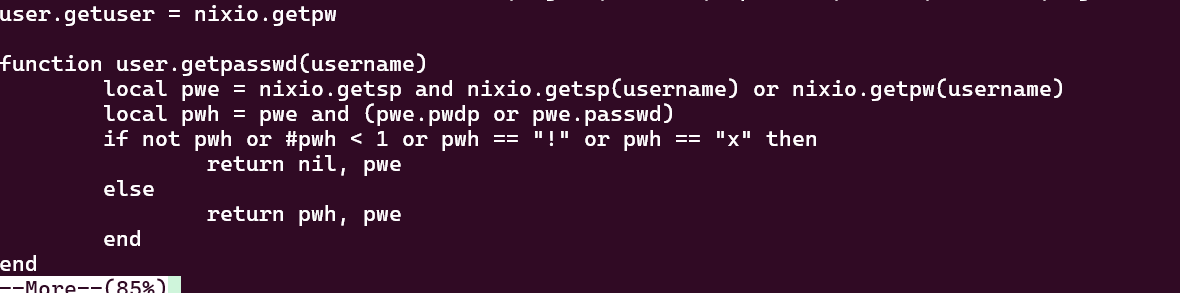 user.getuser = nixio.getpw
function user.getpasswd(username)
local pwe = nixio.getsp and nixio.getsp(username) or nixio.getpw(username)
local pwh = pwe and (pwe.pwdp or pwe.passwd)
if not pwh or #pwh < 1 or pwh == "!" or pwh == "x" then
return nil, pwe
else
return pwh, pwe
end
end
--More--(85%)